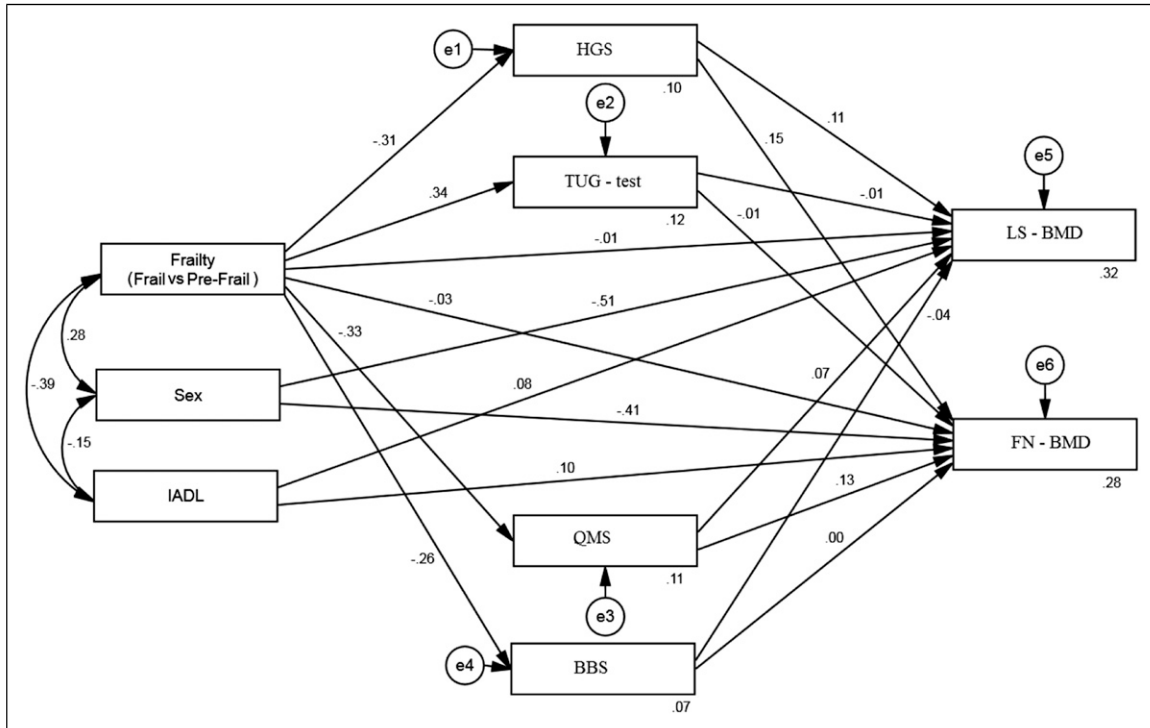 e1
HGS
.10
e2
-.31
.11
.15
e5
TUG - test
.34
-.01
.12
-.01
LS - BMD
-.01
.32
Frailty
(Frail vs Pre-Frail )
-.03
-.51
-.04
.28
-.33
e6
-.39
.08
.07
Sex
-.41
FN - BMD
-.15
.10
.13
.28
IADL
QMS
.00
-.26
.11
e3
e4
BBS
.07